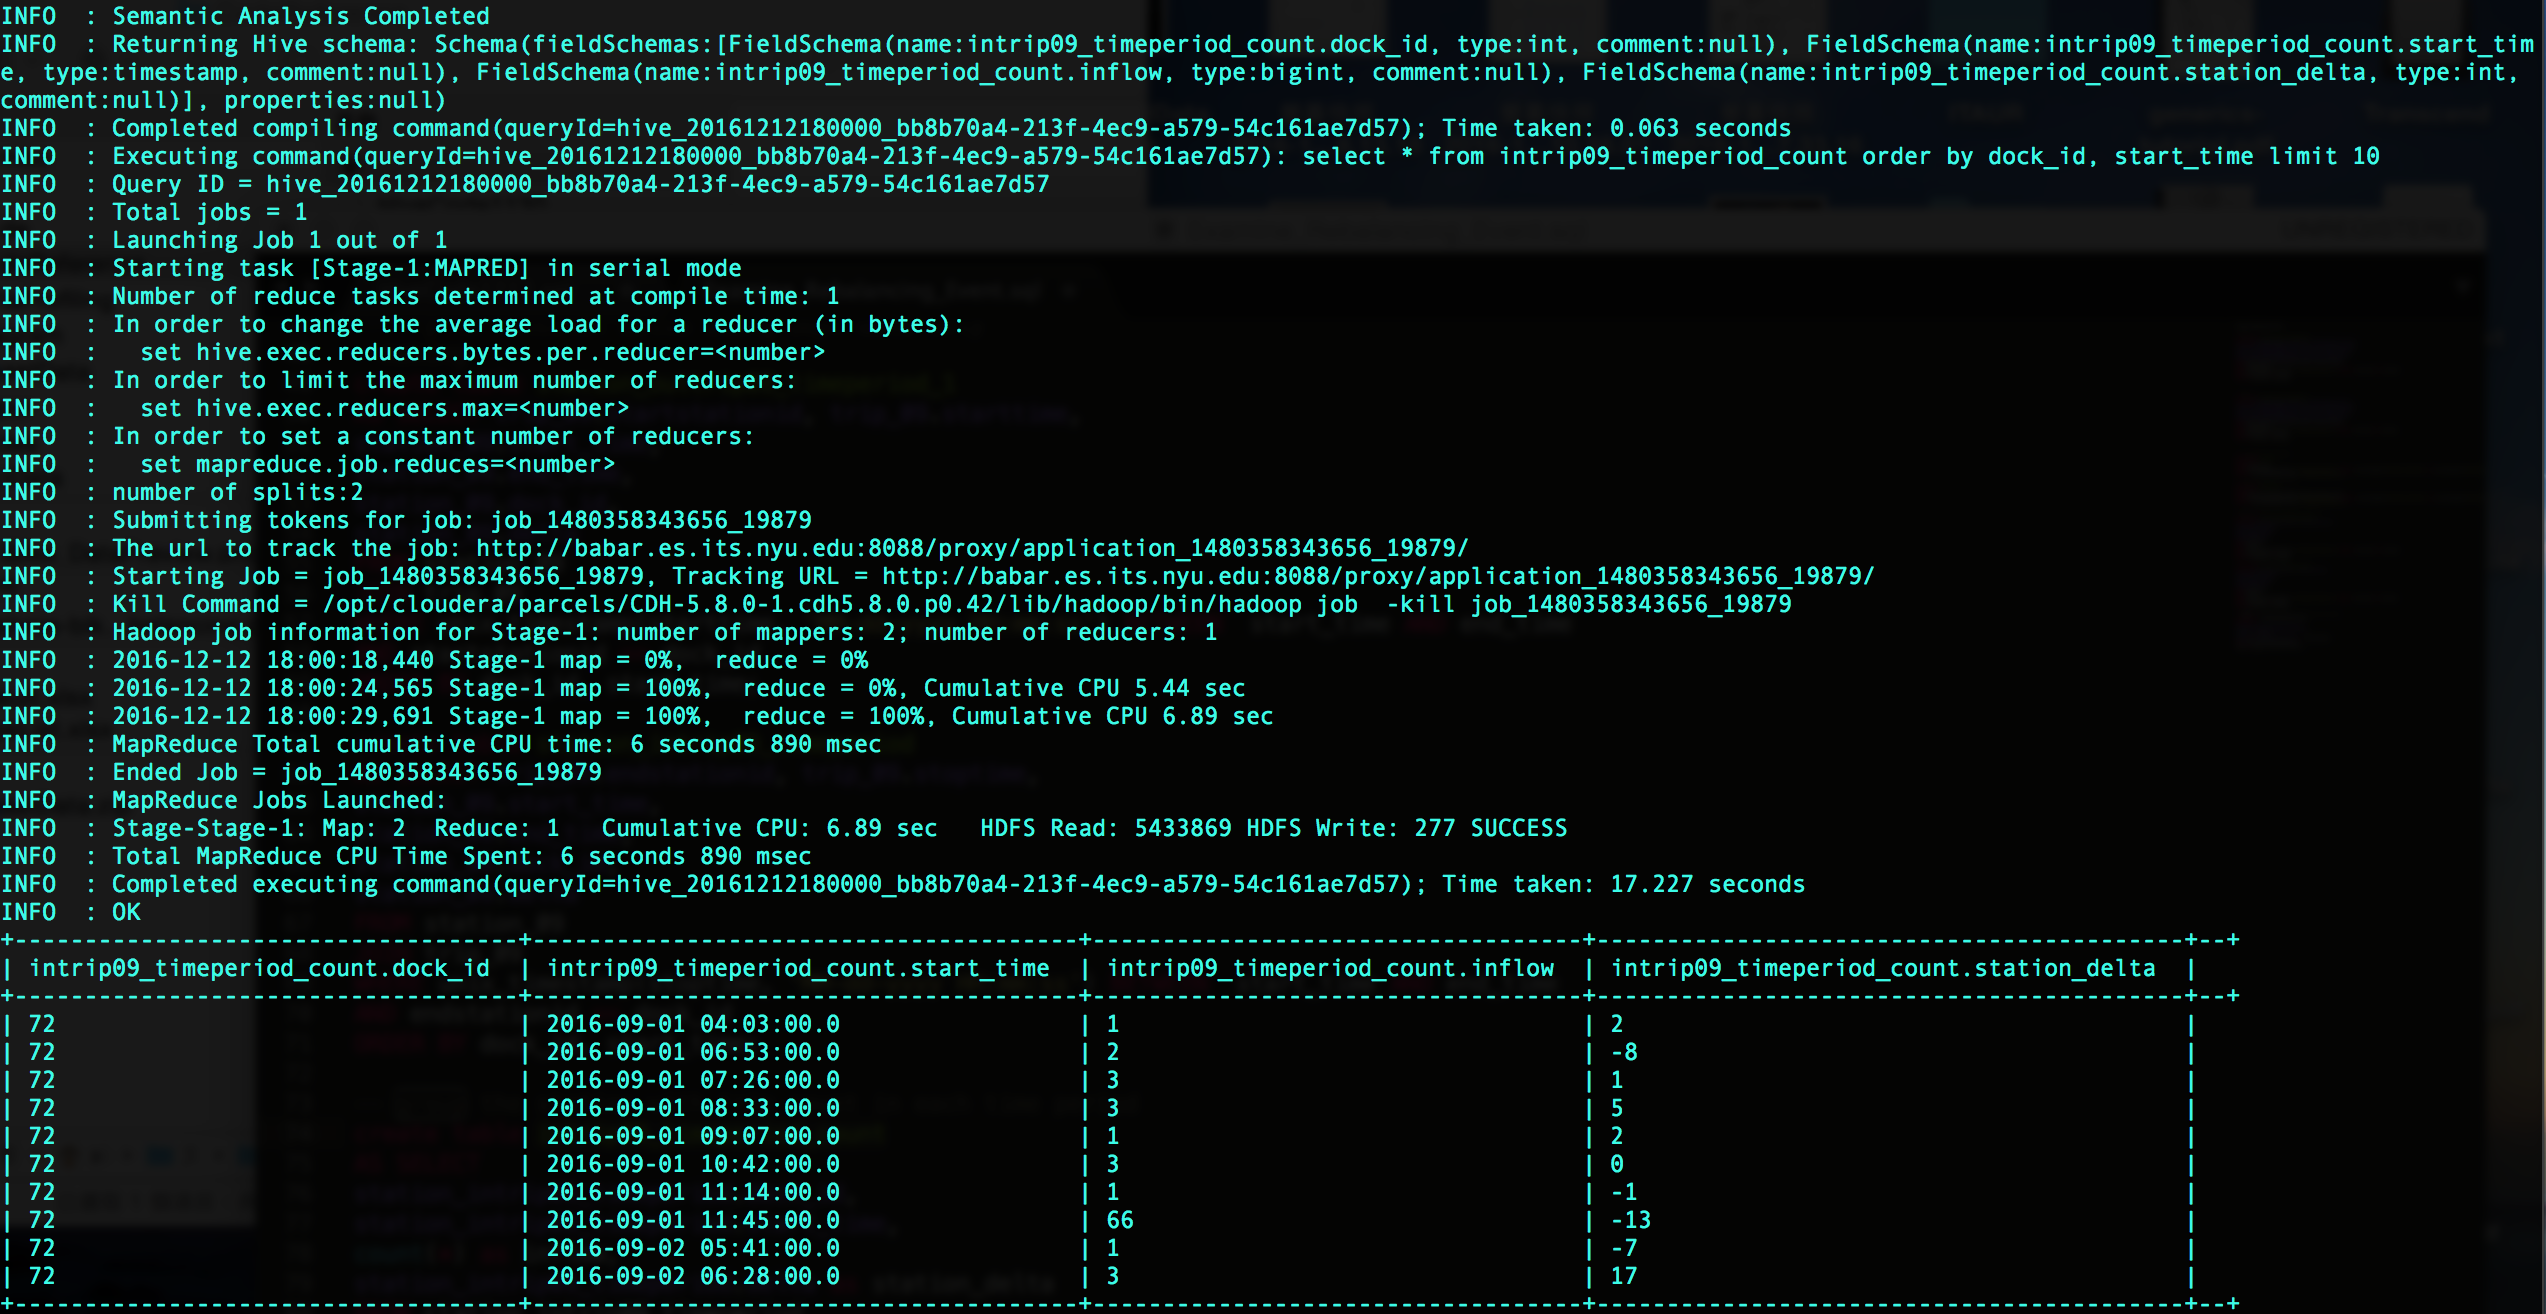 INFO  : Semantic Analysis Completed
INFO  : Returning Hive schema: Schema(fieldSchemas:[FieldSchema(name:intrip09_timeperiod_count.dock_id, type:int, comment:null), FieldSchema(name:intrip09_timeperiod_count.start_tim
e, type:timestamp, comment:null), FieldSchema(name:intrip09_timeperiod_count.inflow, type:bigint, comment:null), FieldSchema(name:intrip09_timeperiod_count.station_delta, type:int,
comment:null)], properties:null)
INFO  : Completed compiling command(queryId=hive_20161212180000_bb8b70a4-213f-4ec9-a579-54c161ae7d57); Time taken: 0.063 seconds
INFO  : Executing command(queryId=hive_20161212180000_bb8b70a4-213f-4ec9-a579-54c161ae7d57): select * from intrip09_timeperiod_count order by dock_id, start_time limit 10
INFO  : Query ID = hive_20161212180000_bb8b70a4-213f-4ec9-a579-54c161ae7d57
INFO  : Total jobs = 1
INFO  : Launching Job 1 out of 1
INFO  : Starting task [Stage-1:MAPRED] in serial mode
INFO  : Number of reduce tasks determined at compile time: 1
INFO  : In order to change the average load for a reducer (in bytes):
INFO  :   set hive.exec.reducers.bytes.per.reducer=<number>
INFO  : In order to limit the maximum number of reducers:
INFO  :   set hive.exec.reducers.max=<number>
INFO  : In order to set a constant number of reducers:
INFO  :   set mapreduce.job.reduces=<number>
INFO  : number of splits:2
INFO  : Submitting tokens for job: job_1480358343656_19879
INFO  : The url to track the job: http://babar.es.its.nyu.edu:8088/proxy/application_1480358343656_19879/
INFO  : Starting Job = job_1480358343656_19879, Tracking URL = http://babar.es.its.nyu.edu:8088/proxy/application_1480358343656_19879/
INFO  : Kill Command = /opt/cloudera/parcels/CDH-5.8.0-1.cdh5.8.0.p0.42/lib/hadoop/bin/hadoop job  -kill job_1480358343656_19879
INFO  : Hadoop job information for Stage-1: number of mappers: 2; number of reducers: 1
INFO  : 2016-12-12 18:00:18,440 Stage-1 map = 0%,  reduce = 0%
INFO  : 2016-12-12 18:00:24,565 Stage-1 map = 100%,  reduce = 0%, Cumulative CPU 5.44 sec
INFO  : 2016-12-12 18:00:29,691 Stage-1 map = 100%,  reduce = 100%, Cumulative CPU 6.89 sec
INFO  : MapReduce Total cumulative CPU time: 6 seconds 890 msec
INFO  : Ended Job = job_1480358343656_19879
INFO  : MapReduce Jobs Launched:
INFO  : Stage-Stage-1: Map: 2  Reduce: 1   Cumulative CPU: 6.89 sec   HDFS Read: 5433869 HDFS Write: 277 SUCCESS
INFO  : Total MapReduce CPU Time Spent: 6 seconds 890 msec
INFO  : Completed executing command(queryId=hive_20161212180000_bb8b70a4-213f-4ec9-a579-54c161ae7d57); Time taken: 17.227 seconds
INFO  : OK
+------------------------------------+---------------------------------------+-----------------------------------+------------------------------------------+--+
| intrip09_timeperiod_count.dock_id  | intrip09_timeperiod_count.start_time  | intrip09_timeperiod_count.inflow  | intrip09_timeperiod_count.station_delta  |
+------------------------------------+---------------------------------------+-----------------------------------+------------------------------------------+--+
| 72                                 | 2016-09-01 04:03:00.0                 | 1                                 | 2                                        |
| 72                                 | 2016-09-01 06:53:00.0                 | 2                                 | -8                                       |
| 72                                 | 2016-09-01 07:26:00.0                 | 3                                 | 1                                        |
| 72                                 | 2016-09-01 08:33:00.0                 | 3                                 | 5                                        |
| 72                                 | 2016-09-01 09:07:00.0                 | 1                                 | 2                                        |
| 72                                 | 2016-09-01 10:42:00.0                 | 3                                 | 0                                        |
| 72                                 | 2016-09-01 11:14:00.0                 | 1                                 | -1                                       |
| 72                                 | 2016-09-01 11:45:00.0                 | 66                                | -13                                      |
| 72                                 | 2016-09-02 05:41:00.0                 | 1                                 | -7                                       |
| 72                                 | 2016-09-02 06:28:00.0                 | 3                                 | 17                                       |
+------------------------------------+---------------------------------------+-----------------------------------+------------------------------------------+--+